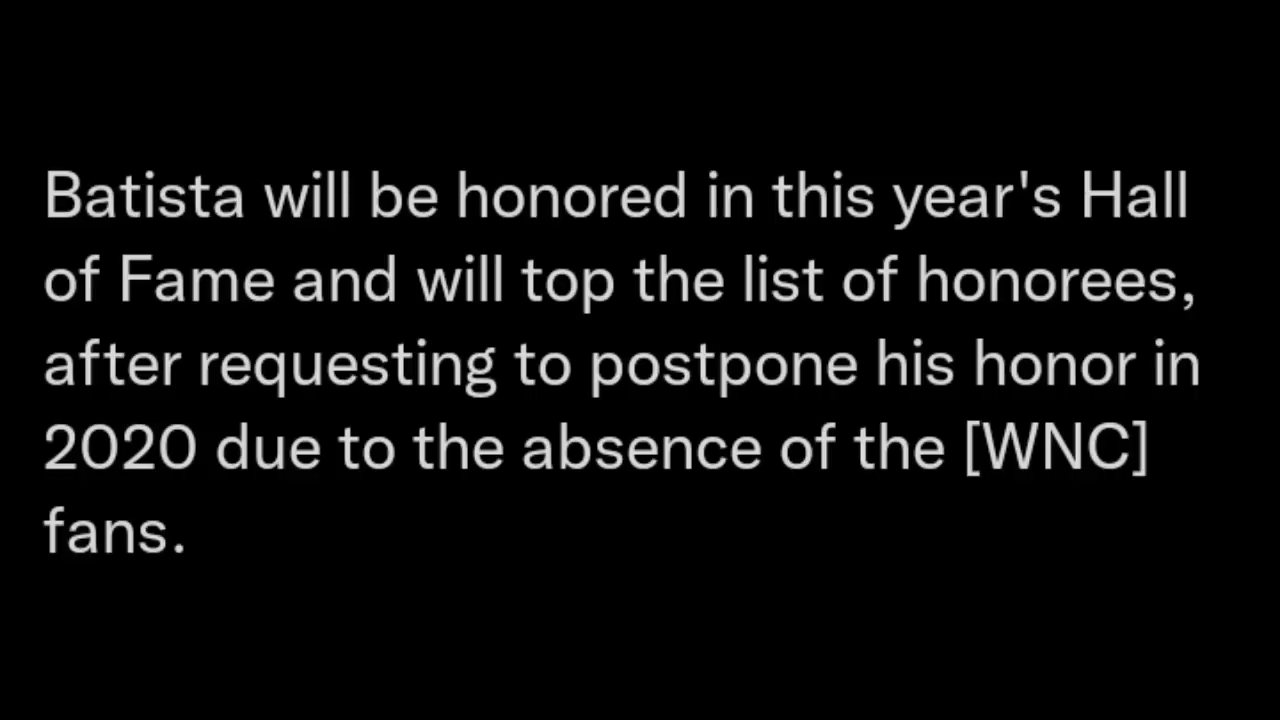 Batista will be honored in this year's Hall
of Fame and will top the list of honorees,
after requesting to postpone his honor in
2020 due to the absence of the [WNC]
fans.